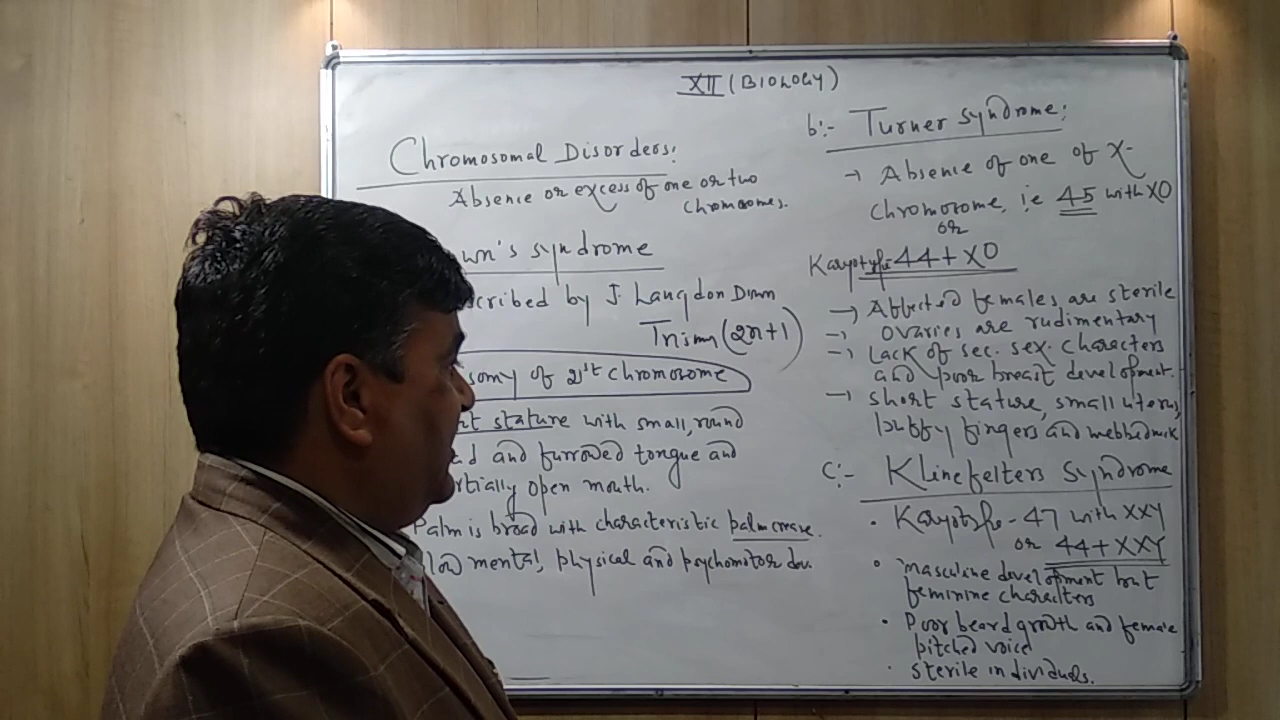 XII (BIOLOGY)
Chromosomal Disorders:
Absence or excess of one or two
chromosomes.
wn's syndrome
scribed by J. Langdon Down
(2n+1)
somy of 21st chromosome
rt stature with small, round
ed and furrowed tongue and
rtially open mouth.
Palm is broad with characteristic palm crease.
low mental, physical and psychomotor dev.
b:- Turner syndrome:
→ Absence of one of X-
chromosome, i.e 45 with XO
or
Karyotype 44+XO
→ Affected females are sterile
→ ovaries are rudimentary
→ Lack of sec. sex. characters
and poor breast development.
→ short stature, small uterus,
puffy fingers and webbed neck
C:- Klinefelters Syndrome
• Karyotype - 47 with XXY
or 44+XXY
• masculine development but
feminine characters
• Poor beard growth and female
pitched voice
• sterile individuals.